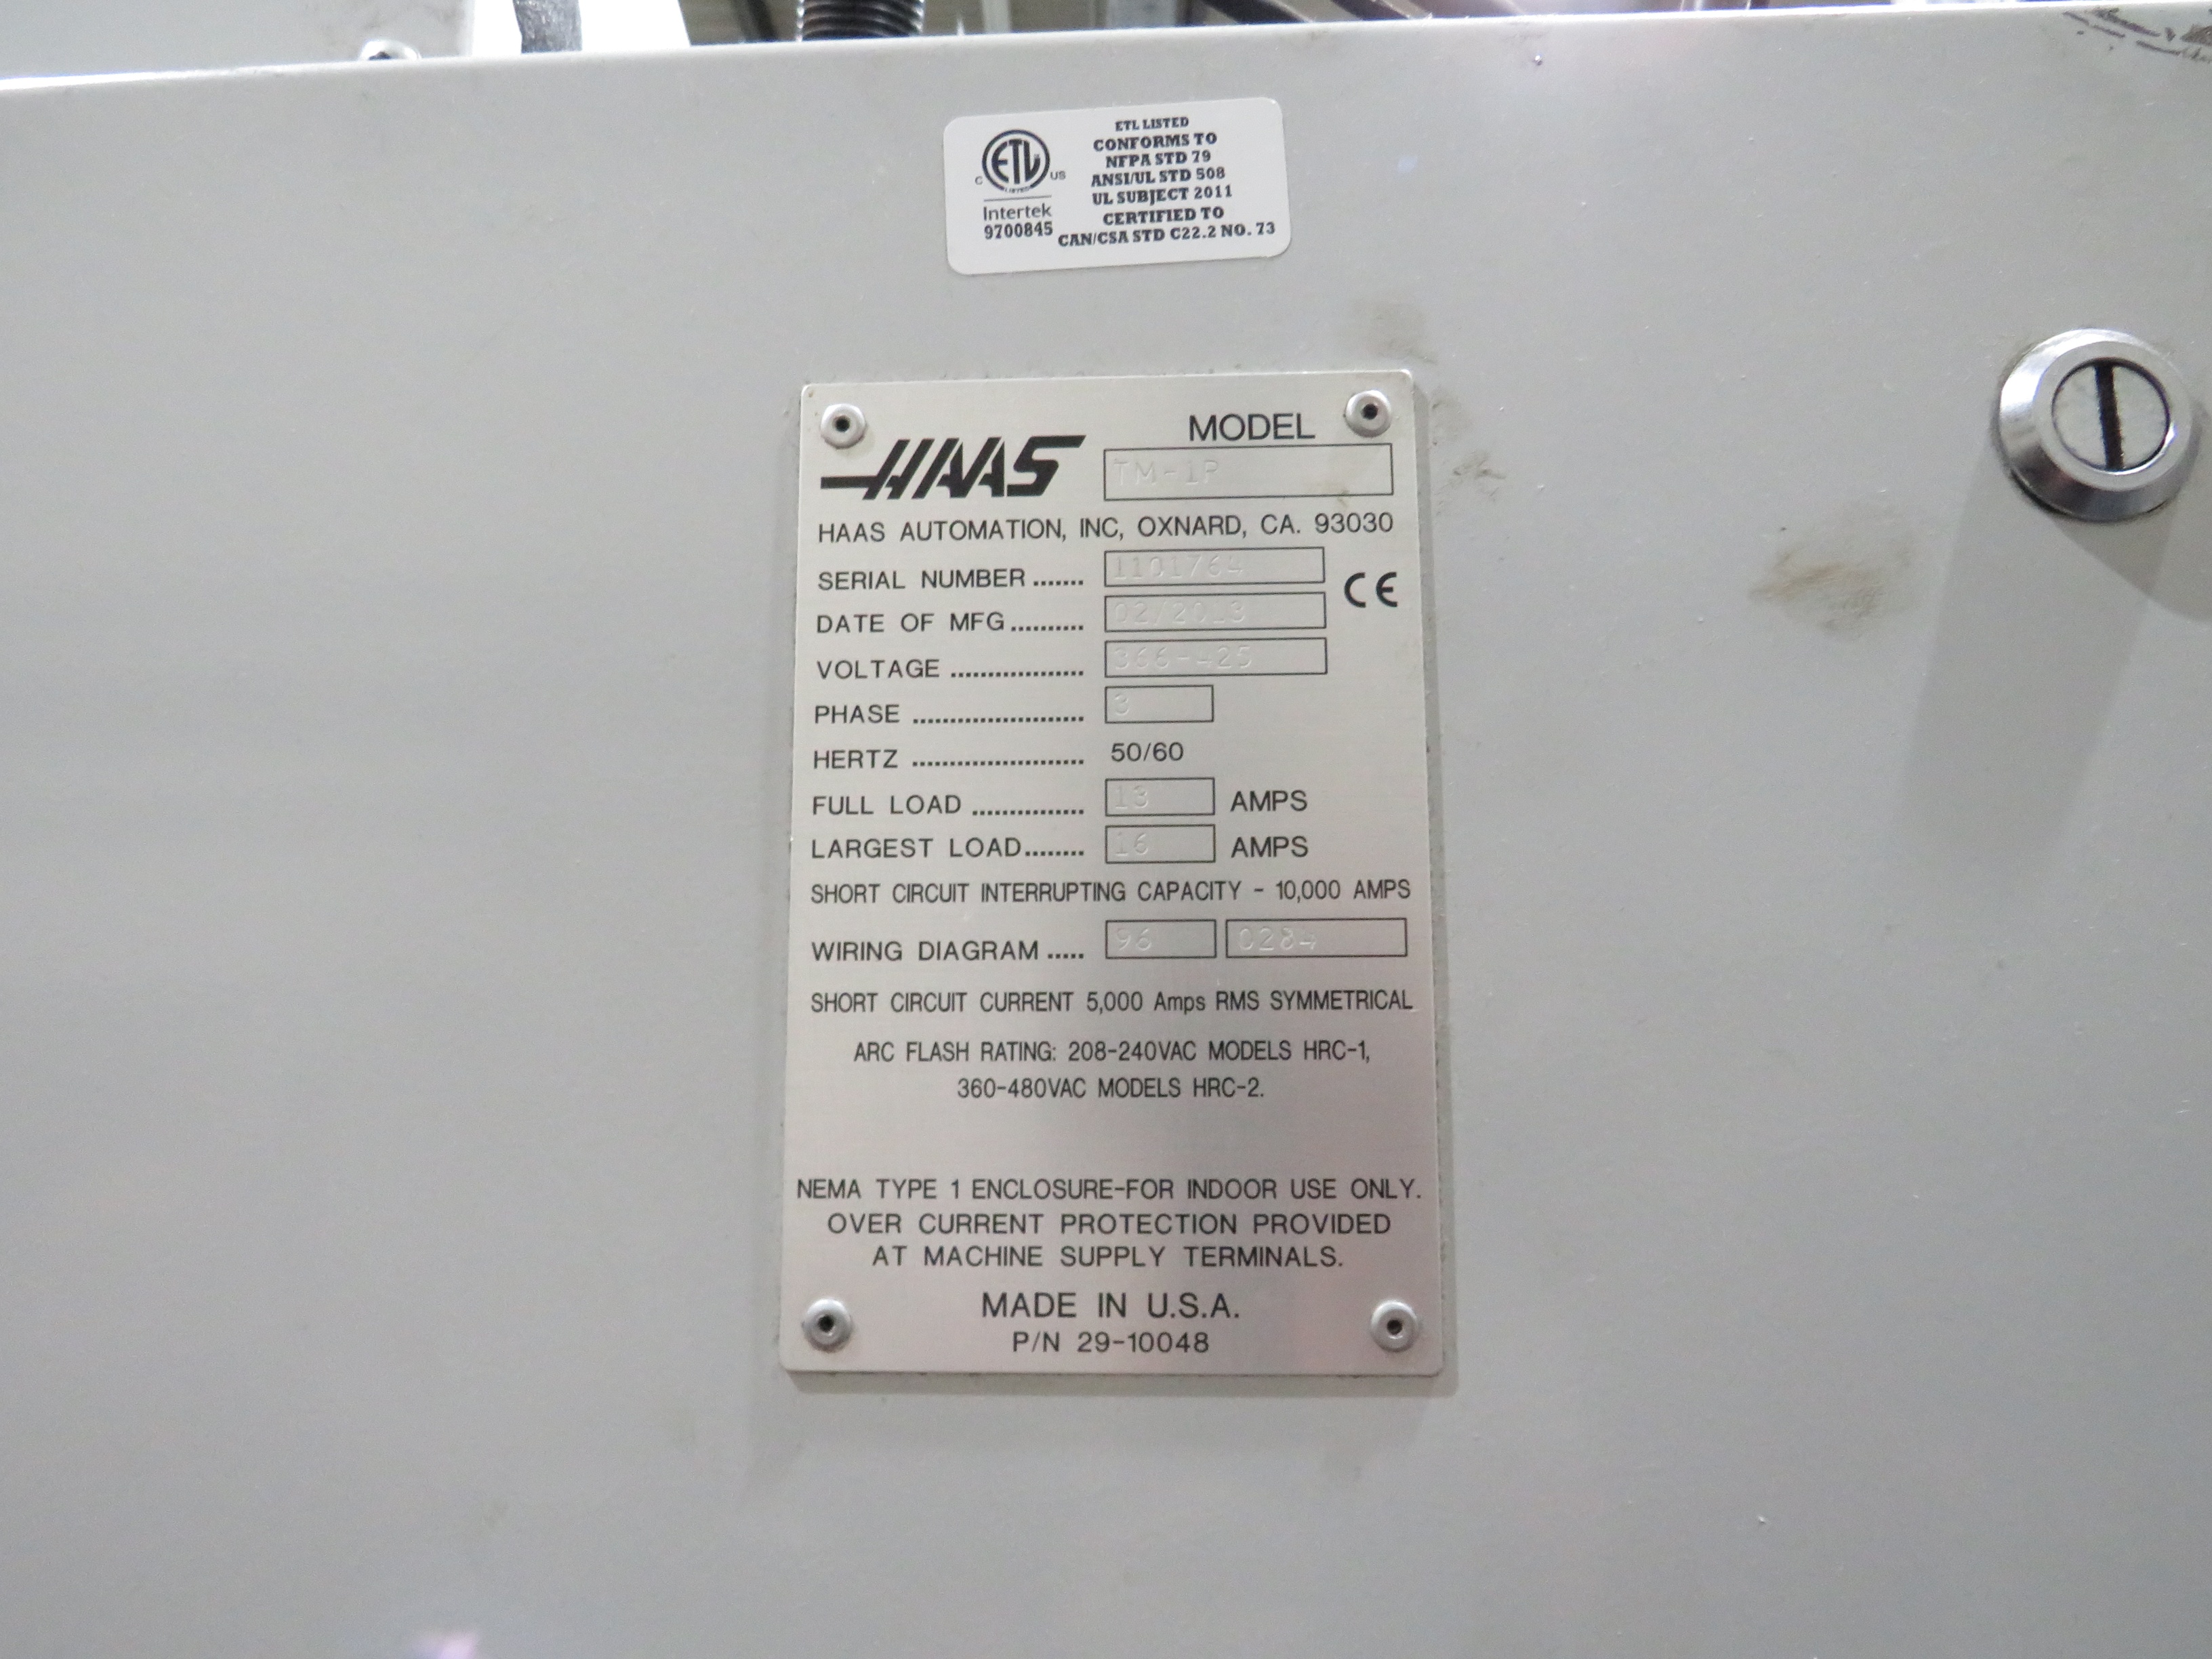 ETL LISTED
CONFORMS TO
NFPA STD 79
ANSI/UL STD 508
UL SUBJECT 2011
CERTIFIED TO
CAN/CSA STD C22.2 NO. 73
C ETL US
LISTED
Intertek
9700845
HAAS
MODEL
TM-1P
HAAS AUTOMATION, INC, OXNARD, CA. 93030
SERIAL NUMBER ....... 1101764
CE
DATE OF MFG .......... 02/2013
VOLTAGE .................. 366-425
PHASE ....................... 3
HERTZ ....................... 50/60
FULL LOAD ............... 13 AMPS
LARGEST LOAD........ 16 AMPS
SHORT CIRCUIT INTERRUPTING CAPACITY - 10,000 AMPS
WIRING DIAGRAM ..... 96 0284
SHORT CIRCUIT CURRENT 5,000 Amps RMS SYMMETRICAL
ARC FLASH RATING: 208-240VAC MODELS HRC-1,
360-480VAC MODELS HRC-2.
NEMA TYPE 1 ENCLOSURE-FOR INDOOR USE ONLY.
OVER CURRENT PROTECTION PROVIDED
AT MACHINE SUPPLY TERMINALS.
MADE IN U.S.A.
P/N 29-10048